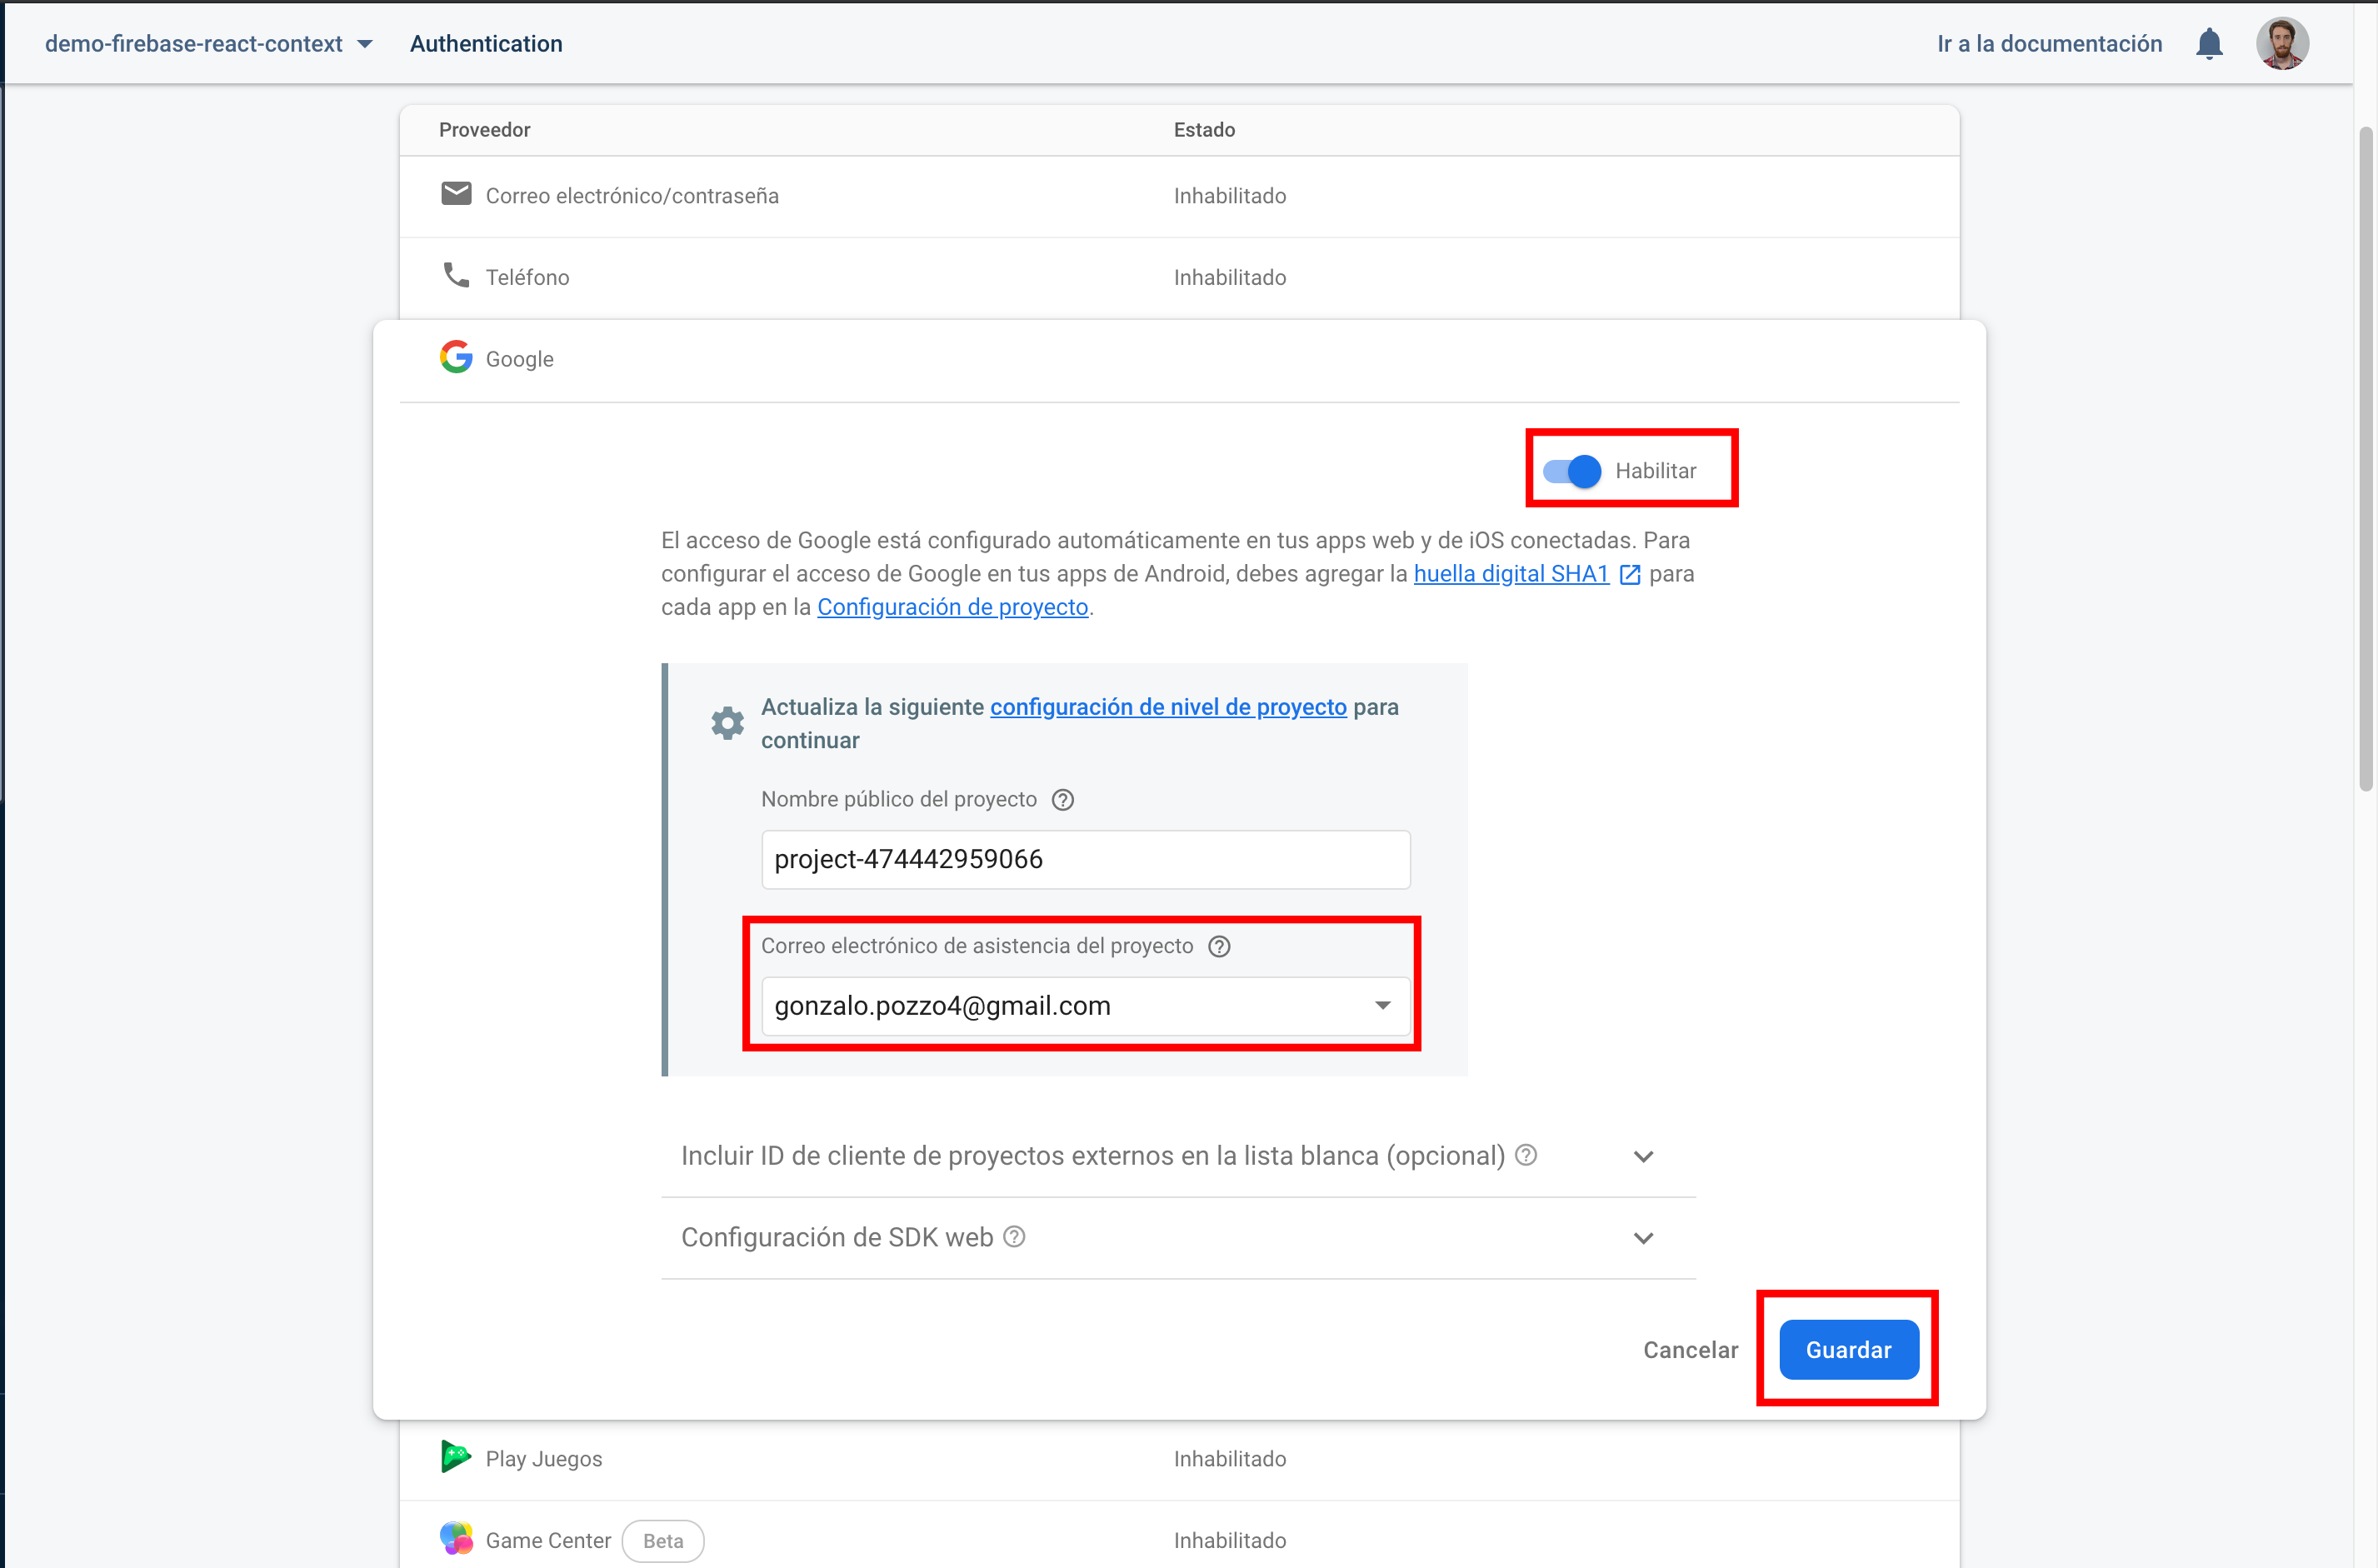 demo-firebase-react-context
Authentication
Ir a la documentación
Proveedor
Estado
Correo electrónico/contraseña
Inhabilitado
Teléfono
Inhabilitado
Google
Habilitar
El acceso de Google está configurado automáticamente en tus apps web y de iOS conectadas. Para
configurar el acceso de Google en tus apps de Android, debes agregar la huella digital SHA1 para
cada app en la Configuración de proyecto.
Actualiza la siguiente configuración de nivel de proyecto para
continuar
Nombre público del proyecto
project-474442959066
Correo electrónico de asistencia del proyecto
gonzalo.pozzo4@gmail.com
Incluir ID de cliente de proyectos externos en la lista blanca (opcional)
Configuración de SDK web
Cancelar
Guardar
Play Juegos
Inhabilitado
Game Center
Beta
Inhabilitado